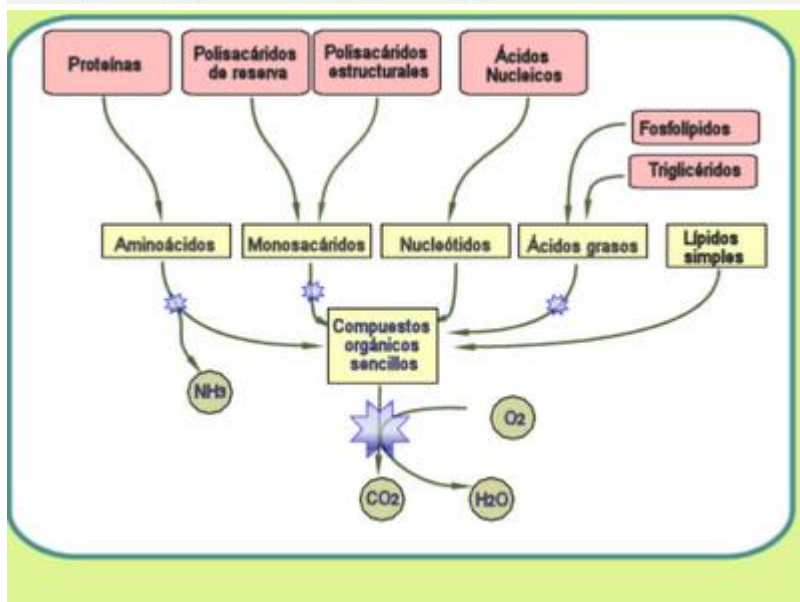 Proteínas
Polisacáridos
de reserva
Polisacáridos
estructurales
Ácidos
Nucleicos
Fosfolípidos
Triglicéridos
Aminoácidos
Monosacáridos
Nucleótidos
Ácidos grasos
Lípidos
simples
Compuestos
orgánicos
sencillos
NH3
O2
CO2
H2O